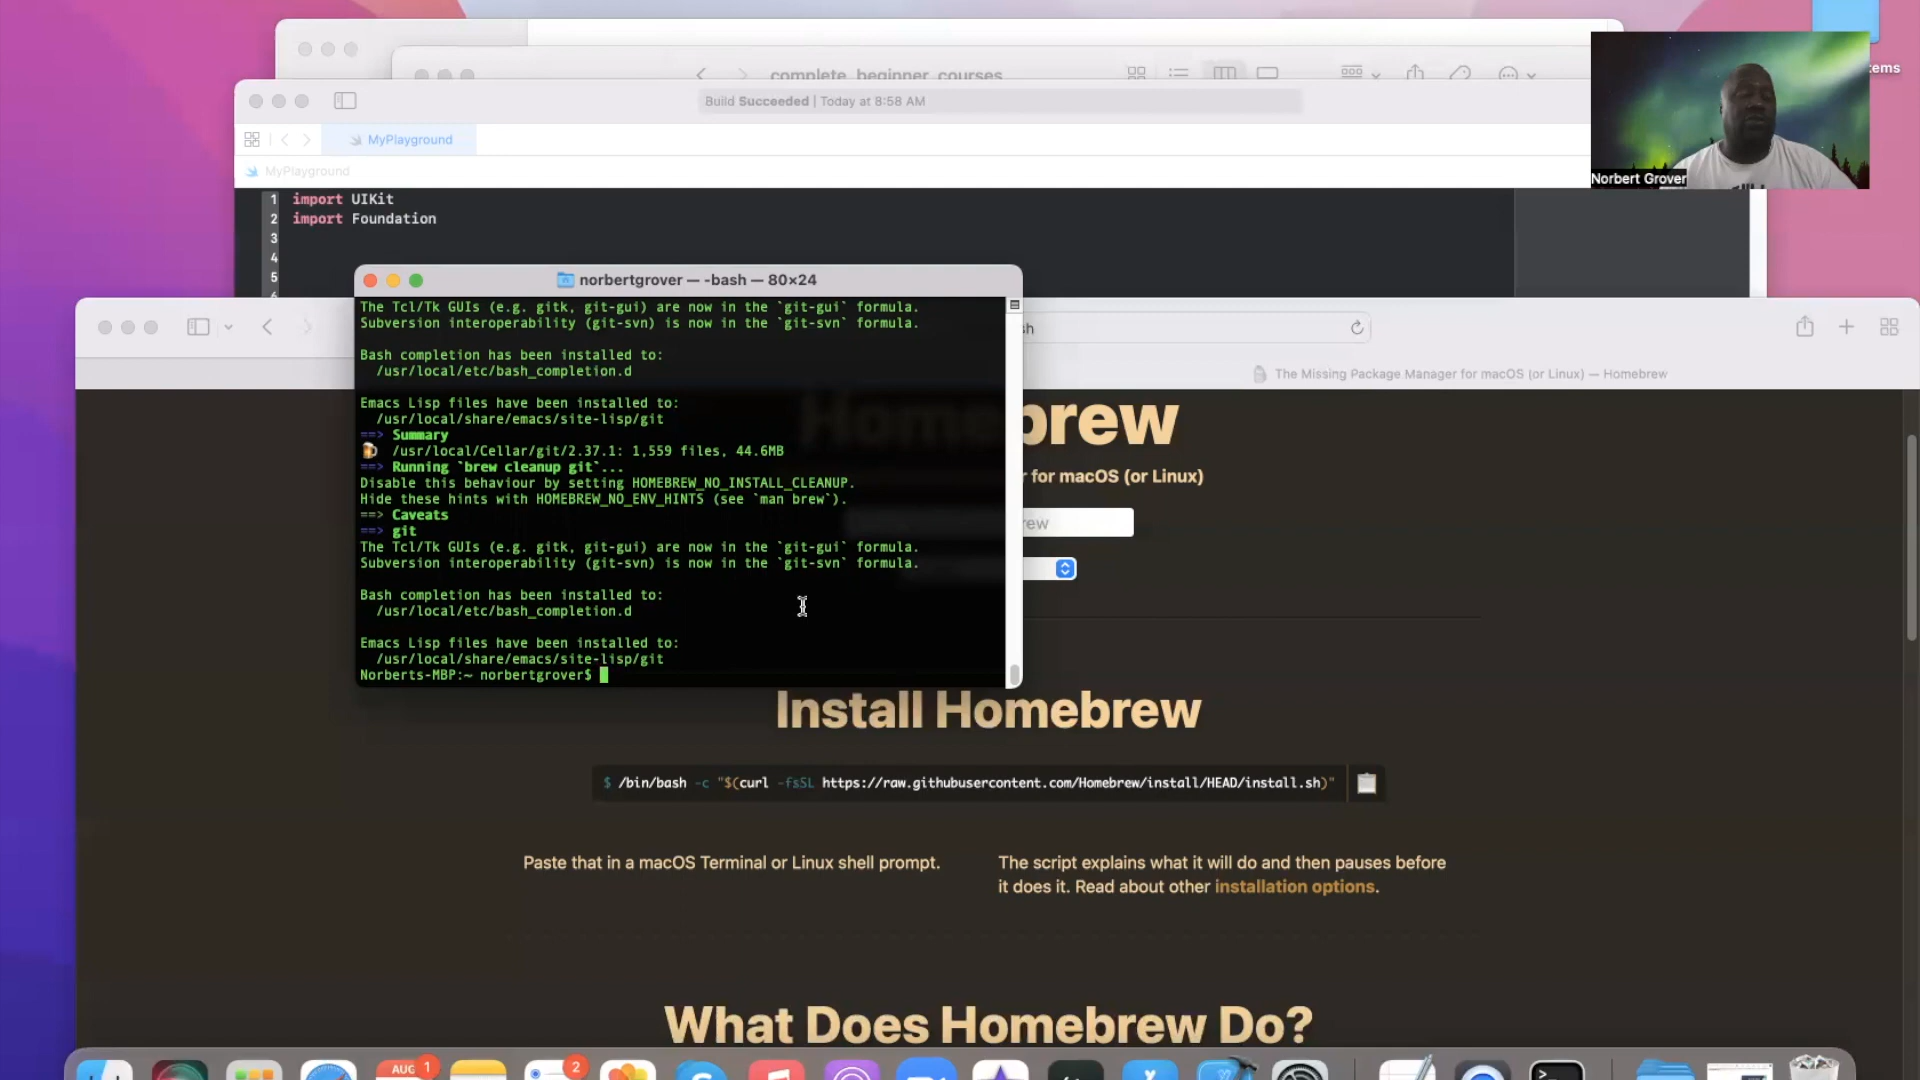 complete_beginner_courses
Build Succeeded | Today at 8:58 AM
MyPlayground
MyPlayground
1 import UIKit
2 import Foundation
3
4
5
ems
Norbert Grover
norbertgrover — -bash — 80×24
The Tcl/Tk GUIs (e.g. gitk, git-gui) are now in the `git-gui` formula.
Subversion interoperability (git-svn) is now in the `git-svn` formula.
Bash completion has been installed to:
/usr/local/etc/bash_completion.d
Emacs Lisp files have been installed to:
/usr/local/share/emacs/site-lisp/git
==> Summary
🍺 /usr/local/Cellar/git/2.37.1: 1,559 files, 44.6MB
==> Running `brew cleanup git`...
Disable this behaviour by setting HOMEBREW_NO_INSTALL_CLEANUP.
Hide these hints with HOMEBREW_NO_ENV_HINTS (see `man brew`).
==> Caveats
==> git
The Tcl/Tk GUIs (e.g. gitk, git-gui) are now in the `git-gui` formula.
Subversion interoperability (git-svn) is now in the `git-svn` formula.
Bash completion has been installed to:
/usr/local/etc/bash_completion.d
Emacs Lisp files have been installed to:
/usr/local/share/emacs/site-lisp/git
Norberts-MBP:~ norbertgrover$
sh
The Missing Package Manager for macOS (or Linux) — Homebrew
Homebrew
for macOS (or Linux)
rew
Install Homebrew
$ /bin/bash -c "$(curl -fsSL https://raw.githubusercontent.com/Homebrew/install/HEAD/install.sh)"
Paste that in a macOS Terminal or Linux shell prompt.
The script explains what it will do and then pauses before
it does it. Read about other installation options.
What Does Homebrew Do?
AUG 1
2